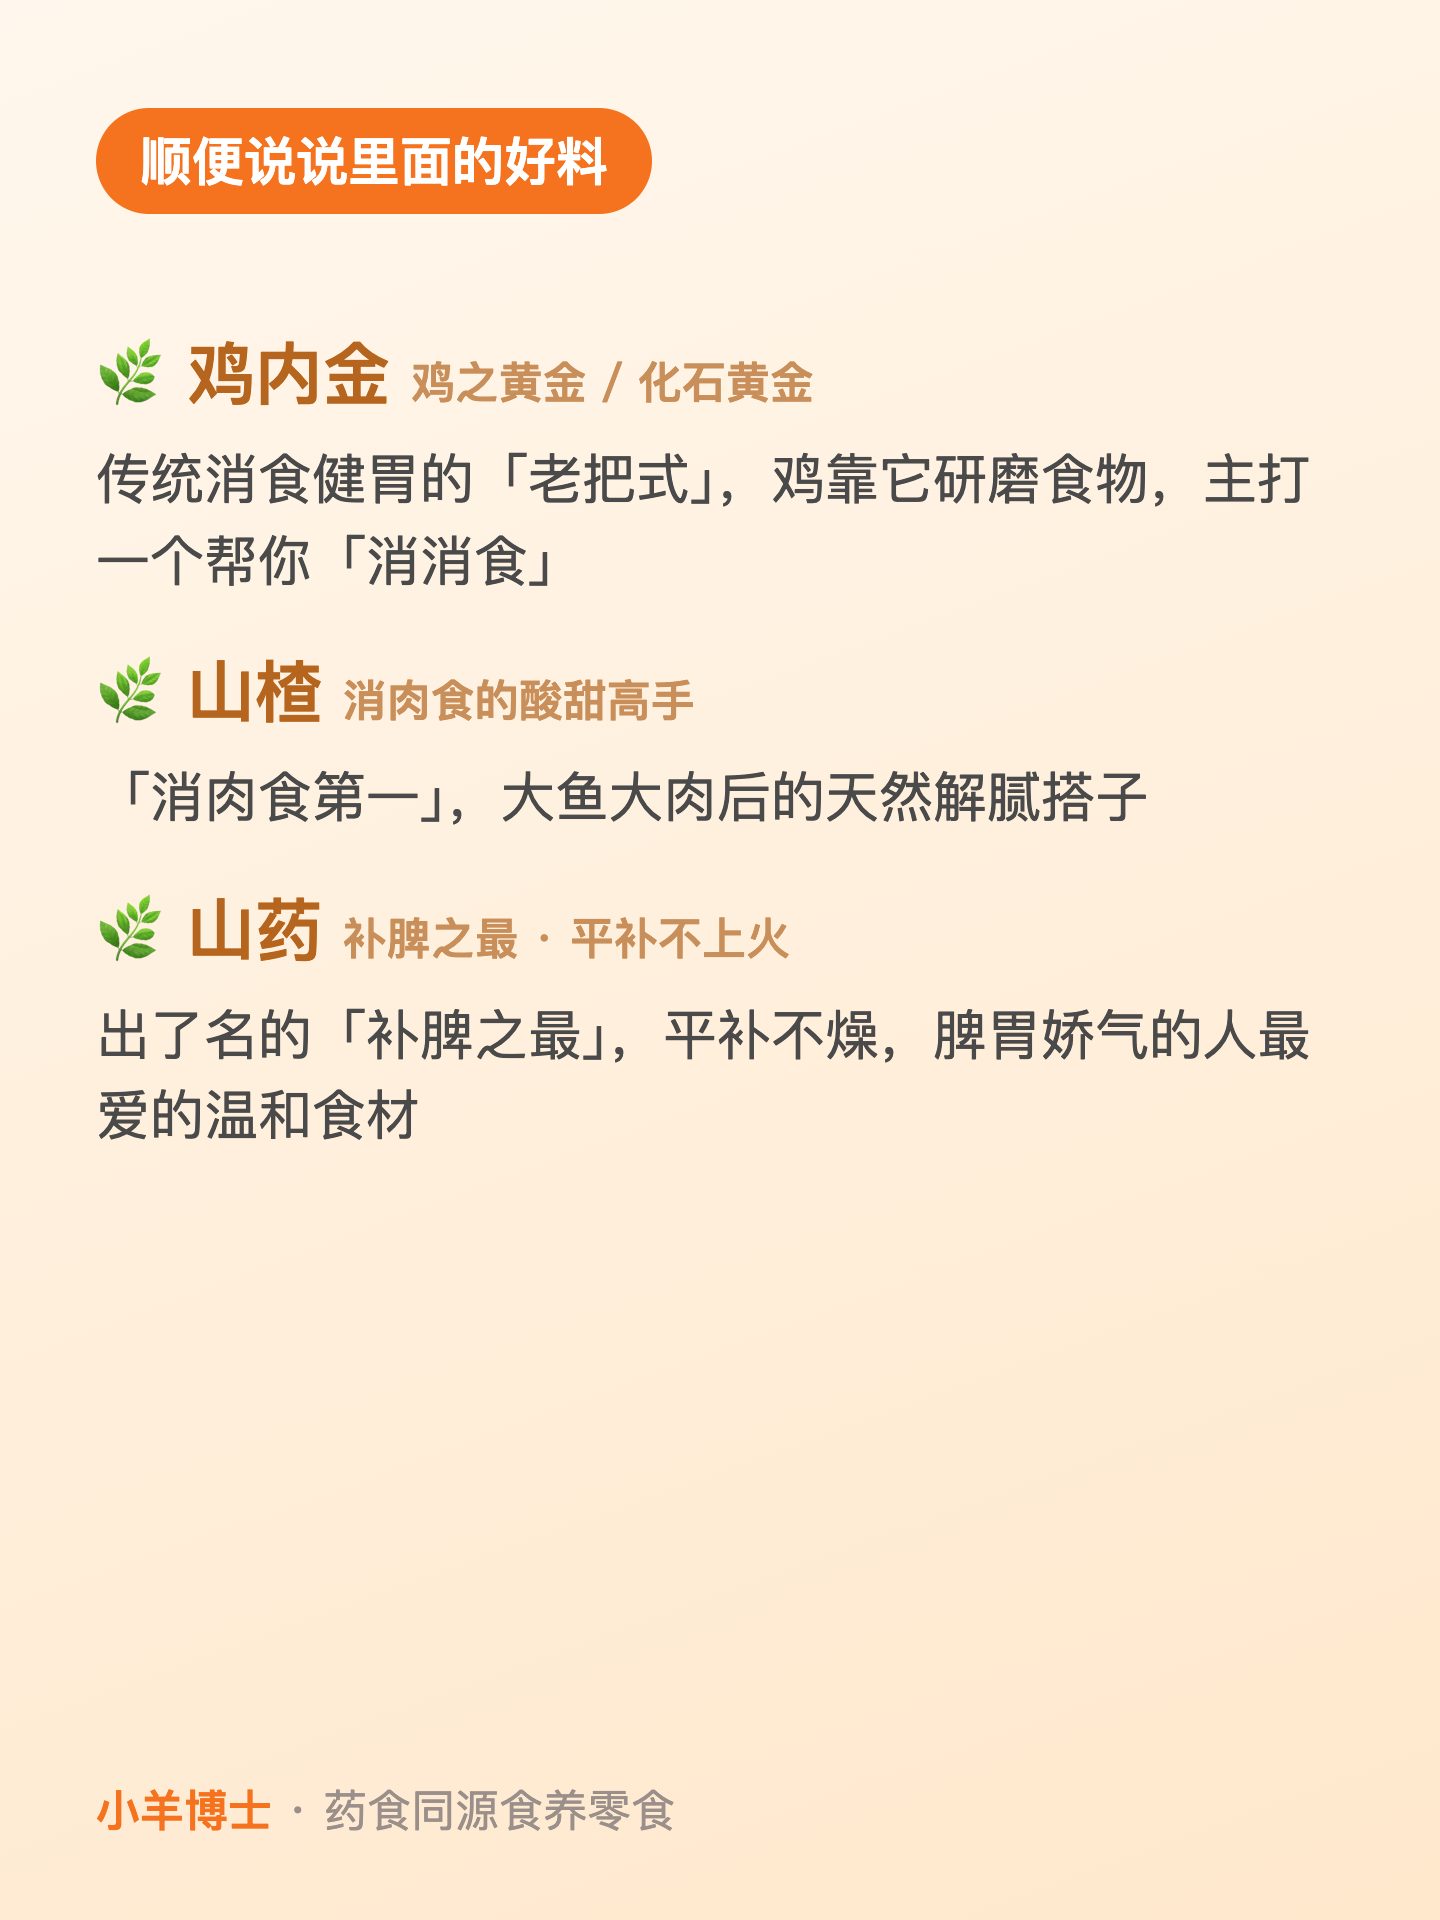 顺便说说里面的好料
🌿 鸡内金 鸡之黄金 / 化石黄金
传统消食健胃的「老把式」，鸡靠它研磨食物，主打
一个帮你「消消食」
🌿 山楂 消肉食的酸甜高手
「消肉食第一」，大鱼大肉后的天然解腻搭子
🌿 山药 补脾之最 · 平补不上火
出了名的「补脾之最」，平补不燥，脾胃娇气的人最
爱的温和食材
小羊博士 · 药食同源食养零食